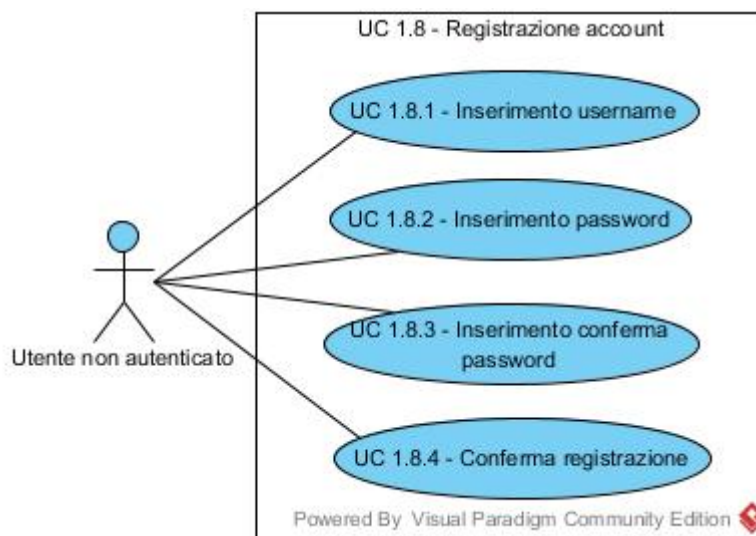 UC 1.8 - Registrazione account
UC 1.8.1 - Inserimento username
UC 1.8.2 - Inserimento password
UC 1.8.3 - Inserimento conferma
password
Utente non autenticato
UC 1.8.4 - Conferma registrazione
Powered By Visual Paradigm Community Edition